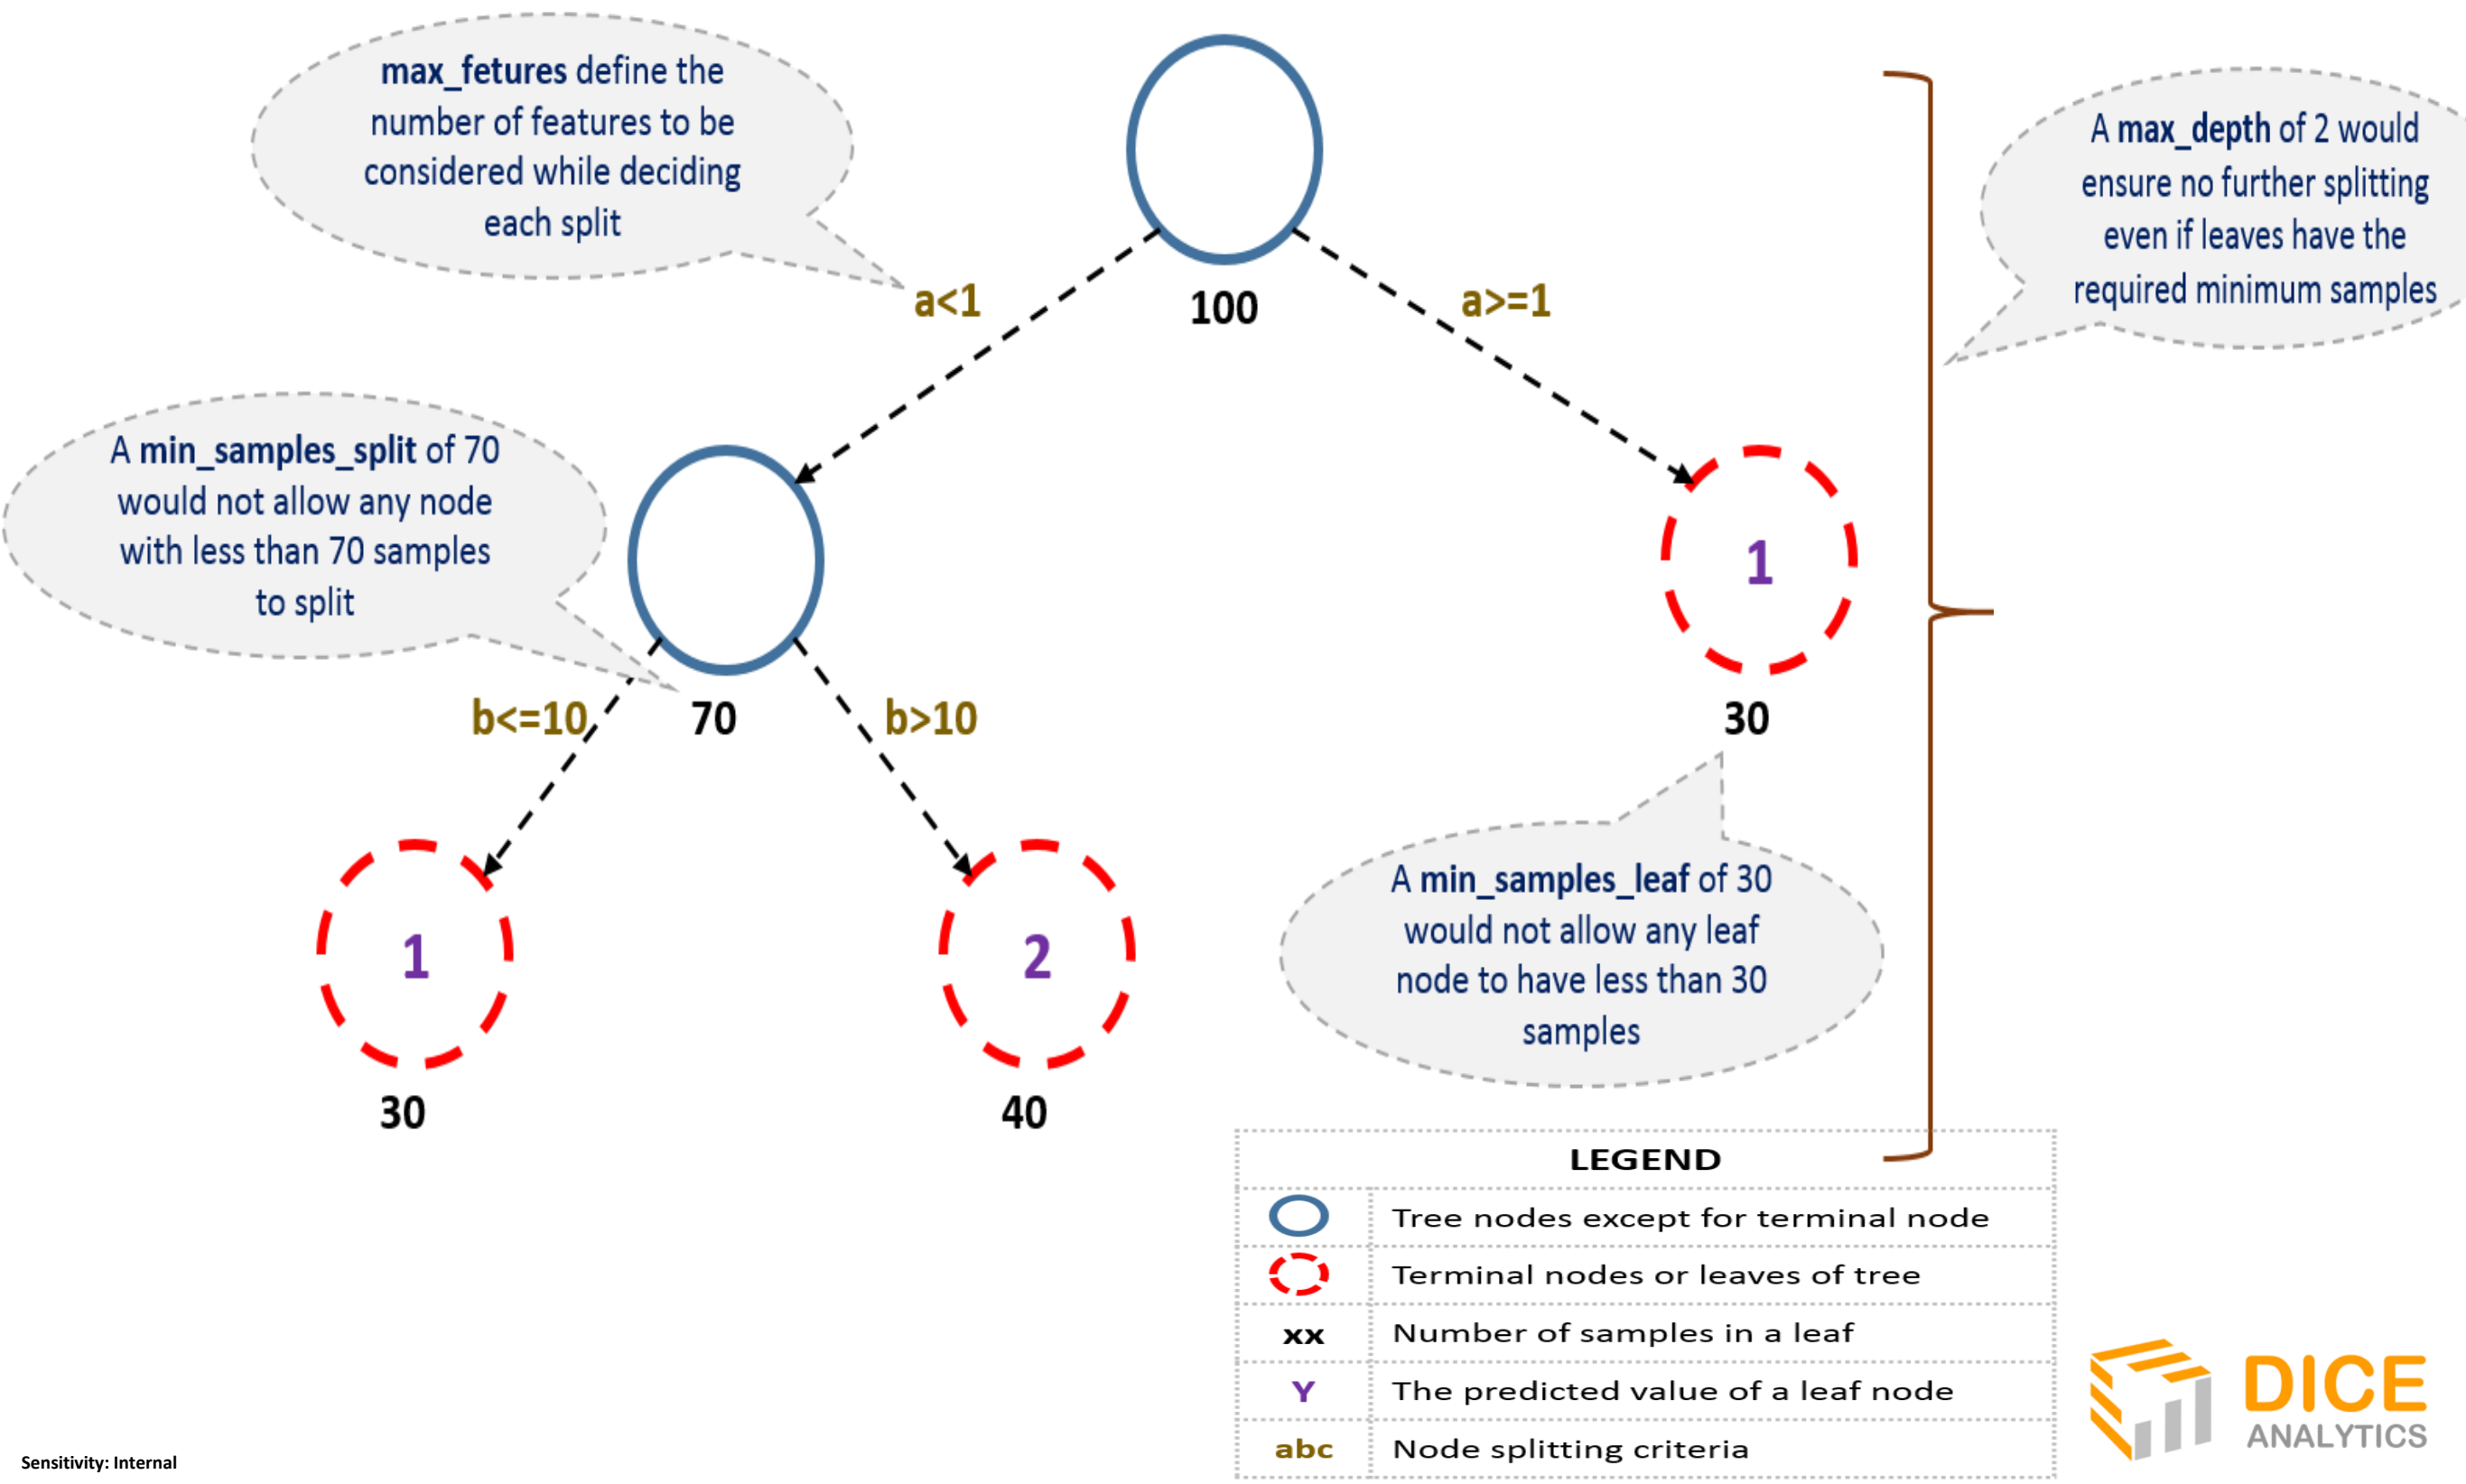 max_fetures define the
number of features to be
considered while deciding
each split
A max_depth of 2 would
ensure no further splitting
even if leaves have the
required minimum samples
a<1
100
a>=1
A min_samples_split of 70
would not allow any node
with less than 70 samples
to split
1
b<=10
70
b>10
30
A min_samples_leaf of 30
would not allow any leaf
node to have less than 30
samples
1
2
30
40
LEGEND
Tree nodes except for terminal node
Terminal nodes or leaves of tree
xx Number of samples in a leaf
Y The predicted value of a leaf node
abc Node splitting criteria
DICE
ANALYTICS
Sensitivity: Internal